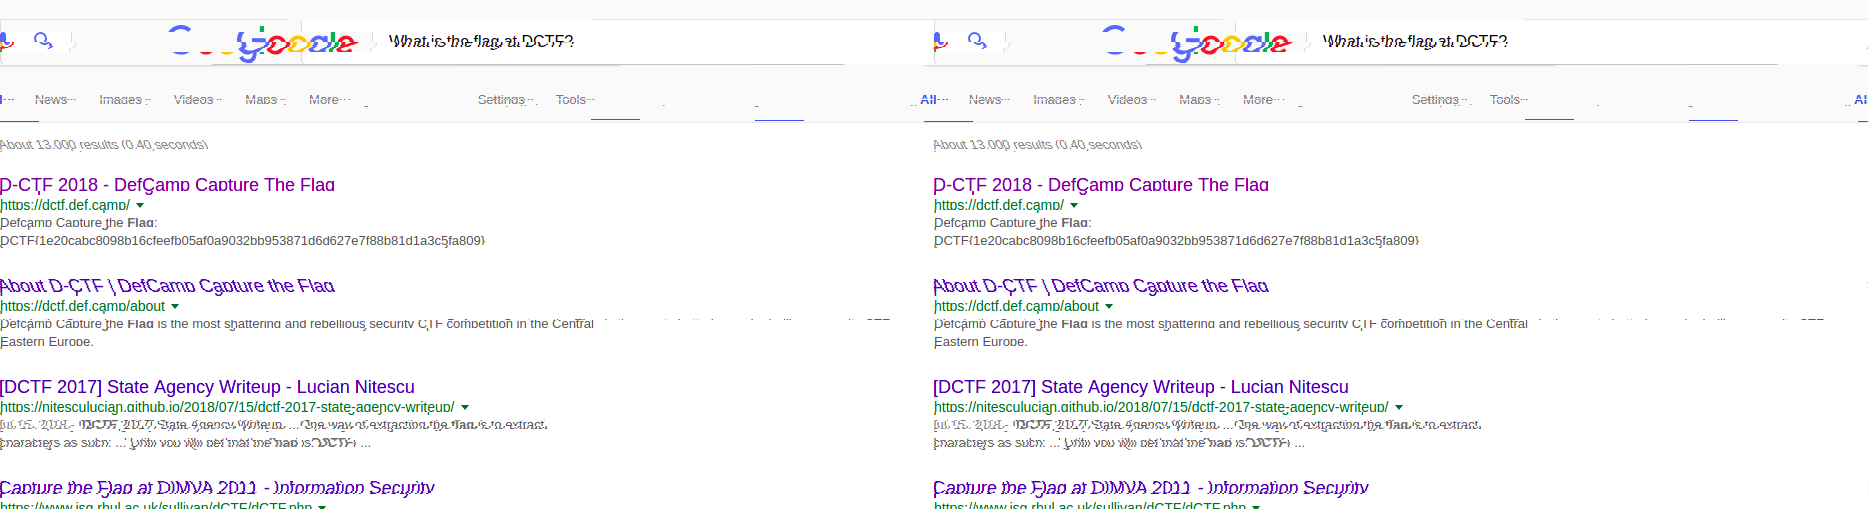 Google What is the flag at DCTF? Google What is the flag at DCTF?
News Images Videos Maps More Settings Tools All News Images Videos Maps More Settings Tools
About 13.000 results (0.40 seconds) About 13.000 results (0.40 seconds)
D-CTF 2018 - DefCamp Capture The Flag D-CTF 2018 - DefCamp Capture The Flag
https://dctf.def.camp/ https://dctf.def.camp/
Defcamp Capture the Flag: Defcamp Capture the Flag:
DCTF{1e20cabc8098b16cfeefb05af0a9032bb953871d6d627e7f88b81d1a3c5fa809} DCTF{1e20cabc8098b16cfeefb05af0a9032bb953871d6d627e7f88b81d1a3c5fa809}
About D-CTF | DefCamp Capture the Flag About D-CTF | DefCamp Capture the Flag
https://dctf.def.camp/about https://dctf.def.camp/about
Defcamp Capture the Flag is the most shattering and rebellious security CTF competition in the Central Defcamp Capture the Flag is the most shattering and rebellious security CTF competition in the Central
Eastern Europe. Eastern Europe.
[DCTF 2017] State Agency Writeup - Lucian Nitescu [DCTF 2017] State Agency Writeup - Lucian Nitescu
https://nitesculucian.github.io/2018/07/15/dctf-2017-state-agency-writeup/ https://nitesculucian.github.io/2018/07/15/dctf-2017-state-agency-writeup/
Jul 15, 2018 - [DCTF 2017] State Agency Writeup. ... One way of extracting the flag is to extract Jul 15, 2018 - [DCTF 2017] State Agency Writeup. ... One way of extracting the flag is to extract
characters as such: ... Until you will get that the flag is: DCTF{ ... characters as such: ... Until you will get that the flag is: DCTF{ ...
Capture the Flag at DIMVA 2011 - Information Security Capture the Flag at DIMVA 2011 - Information Security
https://www.isg.rhul.ac.uk/sullivan/dCTF/dCTF.php https://www.isg.rhul.ac.uk/sullivan/dCTF/dCTF.php